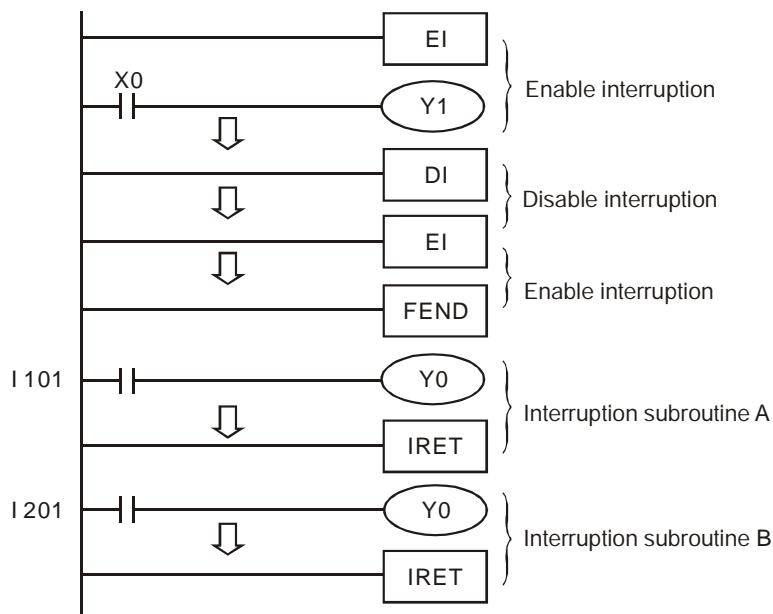 EI
Enable interruption
X0
Y1
DI
Disable interruption
EI
Enable interruption
FEND
I 101
Y0
Interruption subroutine A
IRET
I 201
Y0
Interruption subroutine B
IRET